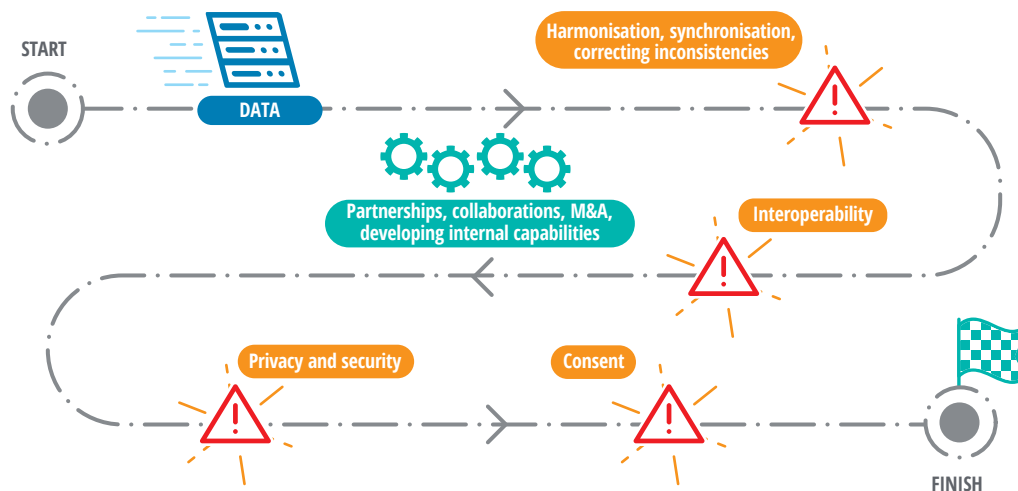 START
DATA
Harmonisation, synchronisation,
correcting inconsistencies
Partnerships, collaborations, M&A,
developing internal capabilities
Interoperability
Privacy and security
Consent
FINISH